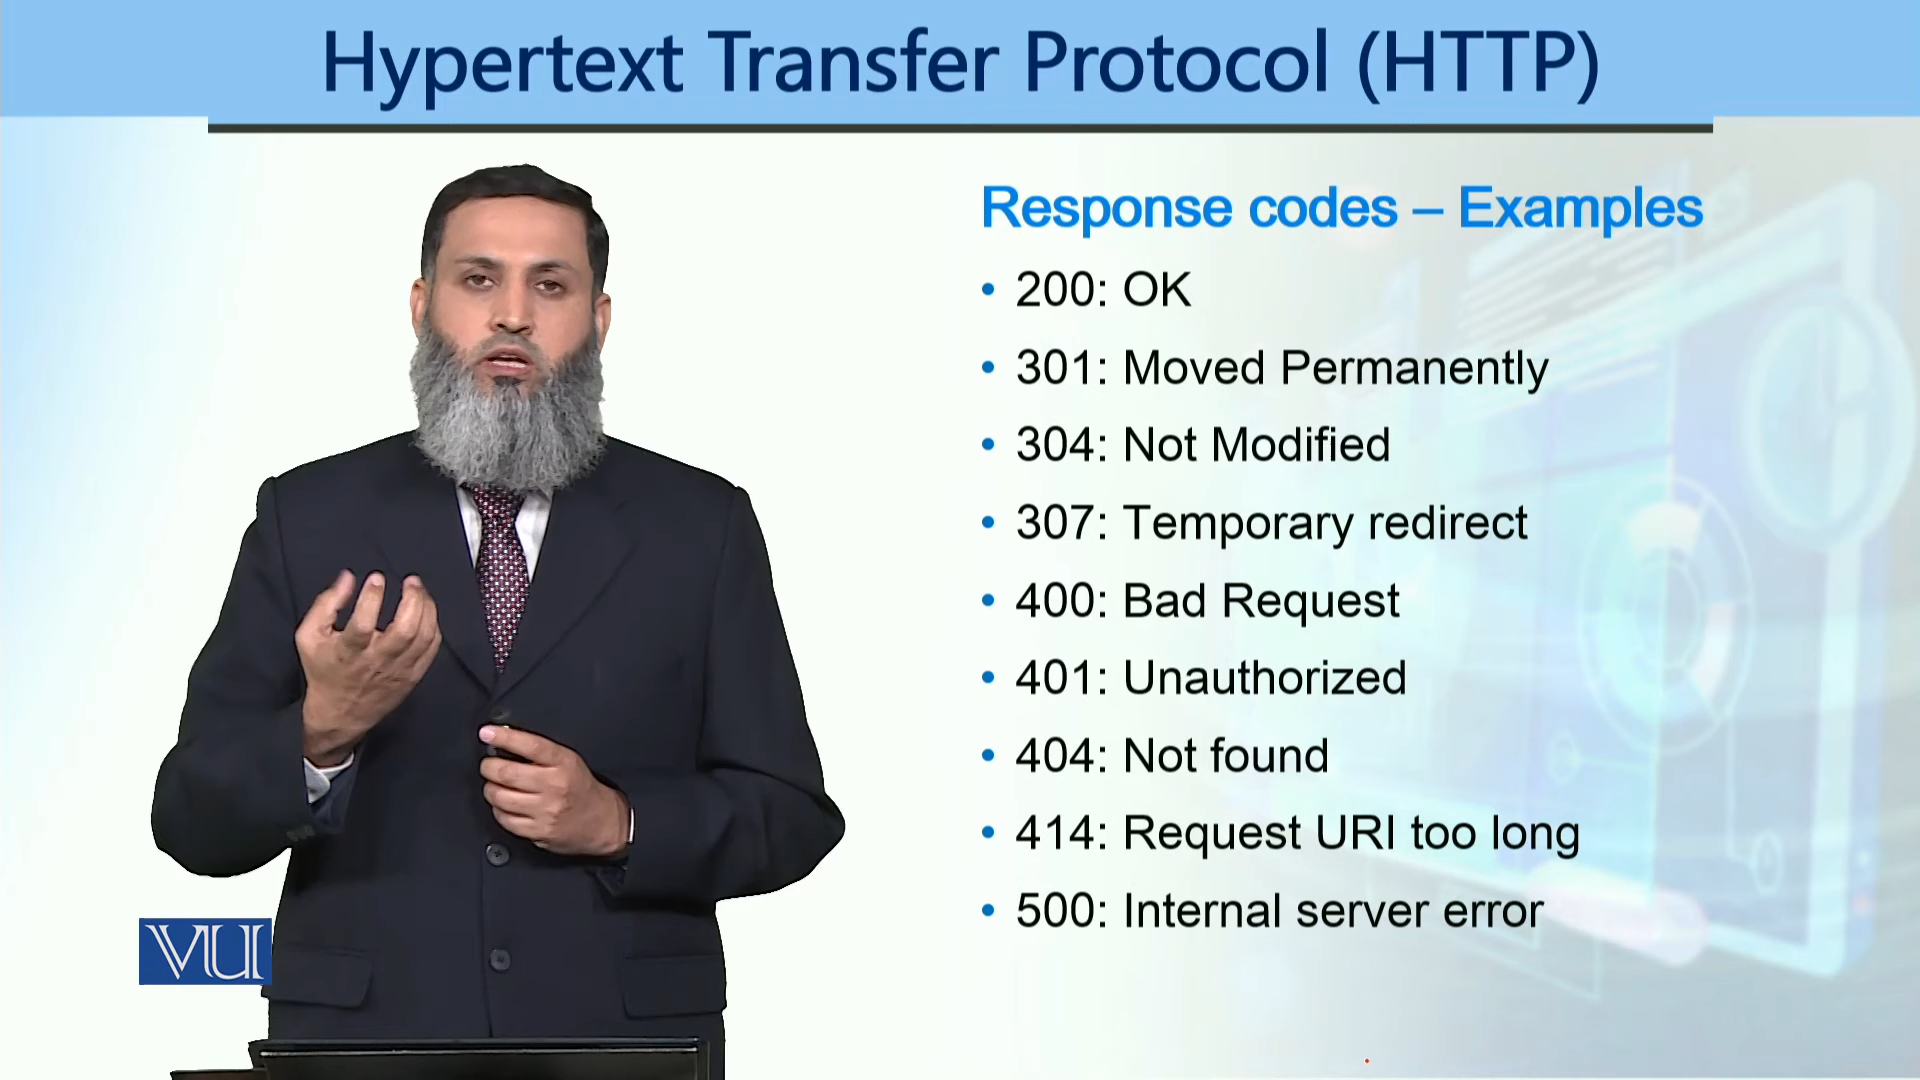 Hypertext Transfer Protocol (HTTP)
Response codes – Examples
• 200: OK
• 301: Moved Permanently
• 304: Not Modified
• 307: Temporary redirect
• 400: Bad Request
• 401: Unauthorized
• 404: Not found
• 414: Request URI too long
• 500: Internal server error
VU